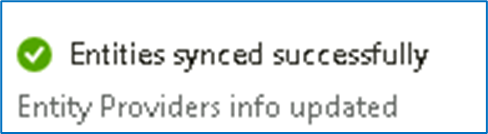 Entities synced successfully
Entity Providers info updated